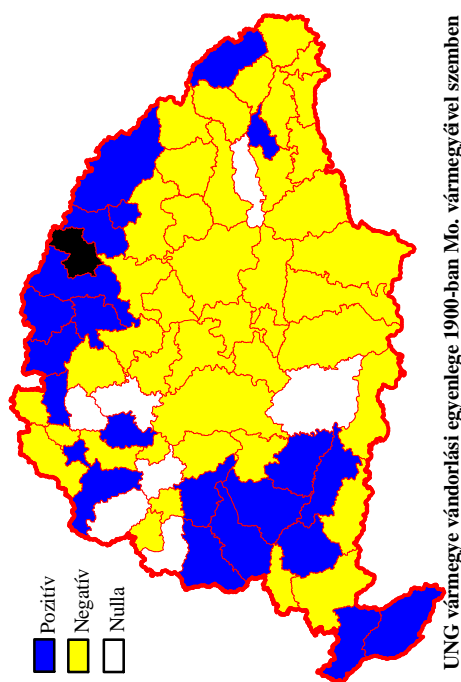 Pozitív
Negatív
Nulla
UNG vármegye vándorlási egyenlege 1900-ban Mo. vármegyéivel szemben